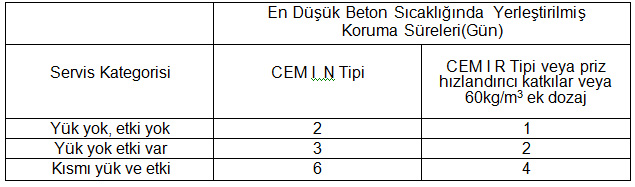 En Düşük Beton Sıcaklığında Yerleştirilmiş
Koruma Süreleri(Gün)
Servis Kategorisi
CEM I N Tipi
CEM I R Tipi veya priz
hızlandırıcı katkılar veya
60kg/m³ ek dozaj
Yük yok, etki yok 2 1
Yük yok etki var 3 2
Kısmı yük ve etki 6 4